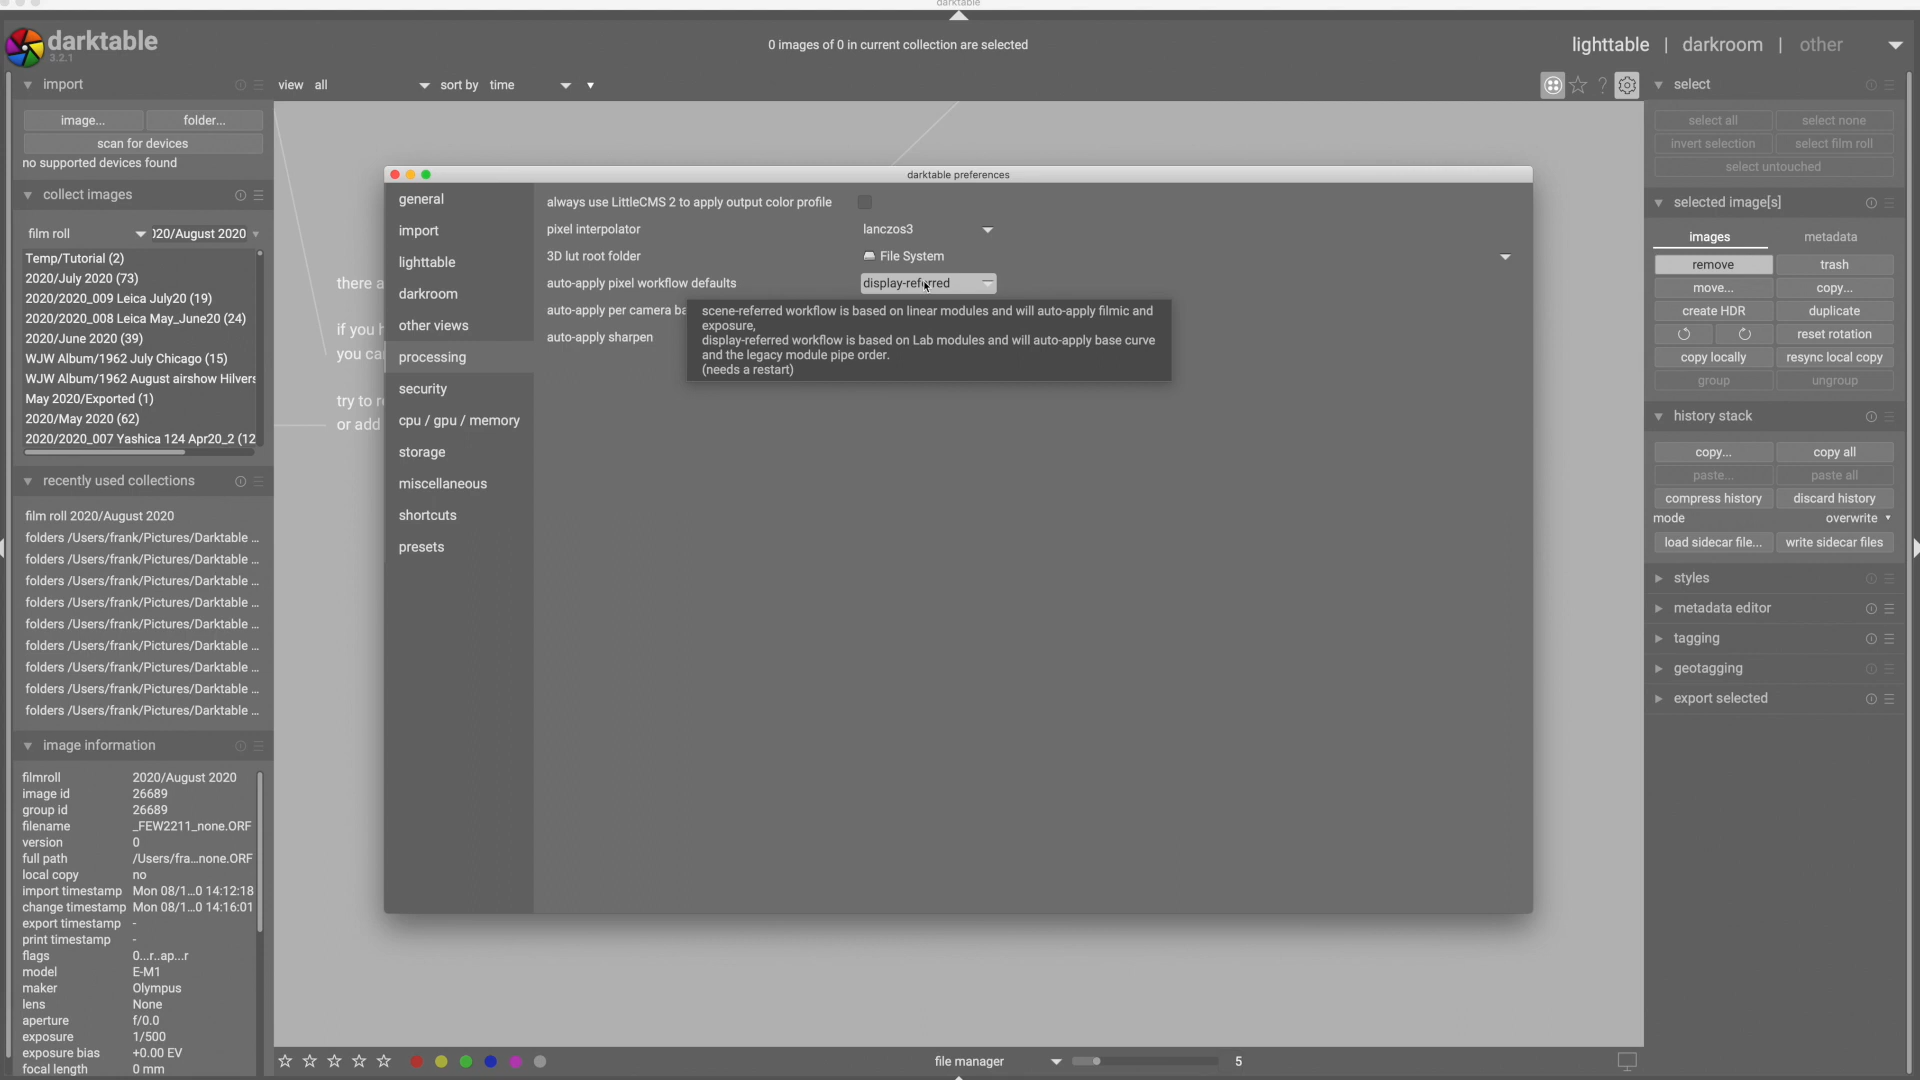 darktable
darktable
3.2.1
0 images of 0 in current collection are selected
lighttable | darkroom | other
import
image...
folder...
scan for devices
no supported devices found
collect images
film roll
20/August 2020
Temp/Tutorial (2)
2020/July 2020 (73)
2020/2020_009 Leica July20 (19)
2020/2020_008 Leica May_June20 (24)
2020/June 2020 (39)
WJW Album/1962 July Chicago (15)
WJW Album/1962 August airshow Hilvers
May 2020/Exported (1)
2020/May 2020 (62)
2020/2020_007 Yashica 124 Apr20_2 (12
recently used collections
film roll 2020/August 2020
folders /Users/frank/Pictures/Darktable ...
folders /Users/frank/Pictures/Darktable ...
folders /Users/frank/Pictures/Darktable ...
folders /Users/frank/Pictures/Darktable ...
folders /Users/frank/Pictures/Darktable ...
folders /Users/frank/Pictures/Darktable ...
folders /Users/frank/Pictures/Darktable ...
folders /Users/frank/Pictures/Darktable ...
folders /Users/frank/Pictures/Darktable ...
image information
filmroll 2020/August 2020
image id 26689
group id 26689
filename _FEW2211_none.ORF
version 0
full path /Users/fra...none.ORF
local copy no
import timestamp Mon 08/1...0 14:12:18
change timestamp Mon 08/1...0 14:16:01
export timestamp -
print timestamp -
flags 0...r..ap...r
model E-M1
maker Olympus
lens None
aperture f/0.0
exposure 1/500
exposure bias +0.00 EV
focal length 0 mm
view all
sort by time
there a
if you h
you ca
try to re
or add
darktable preferences
general
import
lighttable
darkroom
other views
processing
security
cpu / gpu / memory
storage
miscellaneous
shortcuts
presets
always use LittleCMS 2 to apply output color profile
pixel interpolator lanczos3
3D lut root folder File System
auto-apply pixel workflow defaults display-referred
auto-apply per camera ba
auto-apply sharpen
scene-referred workflow is based on linear modules and will auto-apply filmic and
exposure,
display-referred workflow is based on Lab modules and will auto-apply base curve
and the legacy module pipe order.
(needs a restart)
file manager
5
?
select
select all
select none
invert selection
select film roll
select untouched
selected image[s]
images
metadata
remove
trash
move...
copy...
create HDR
duplicate
reset rotation
copy locally
resync local copy
group
ungroup
history stack
copy...
copy all
paste...
paste all
compress history
discard history
mode overwrite
load sidecar file...
write sidecar files
styles
metadata editor
tagging
geotagging
export selected